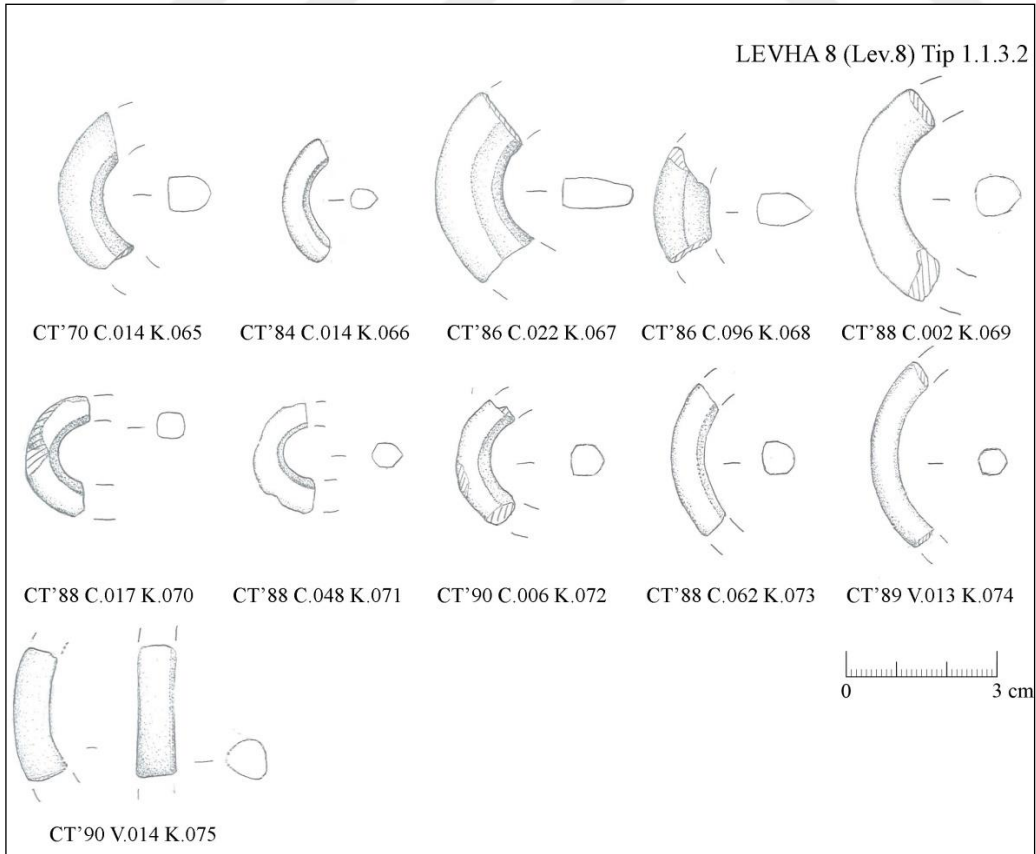 LEVHA 8 (Lev.8) Tip 1.1.3.2
CT’70 C.014 K.065
CT’84 C.014 K.066
CT’86 C.022 K.067
CT’86 C.096 K.068
CT’88 C.002 K.069
CT’88 C.017 K.070
CT’88 C.048 K.071
CT’90 C.006 K.072
CT’88 C.062 K.073
CT’89 V.013 K.074
0 3 cm
CT’90 V.014 K.075